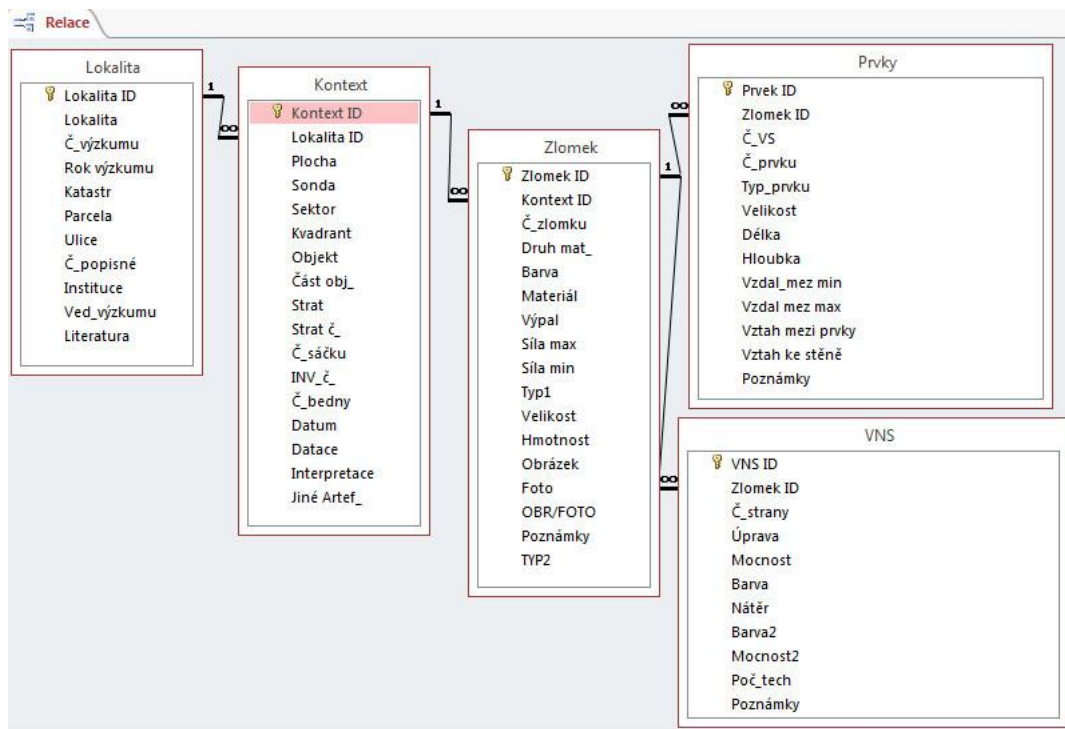 Relace
Lokalita
Lokalita ID
Lokalita
Č_výzkumu
Rok výzkumu
Katastr
Parcela
Ulice
Č_popisné
Instituce
Ved_výzkumu
Literatura
1
∞
Kontext
Kontext ID
Lokalita ID
Plocha
Sonda
Sektor
Kvadrant
Objekt
Část obj_
Strat
Strat č_
Č_sáčku
INV_č_
Č_bedny
Datum
Datace
Interpretace
Jiné Artef_
1
∞
Zlomek
Zlomek ID
Kontext ID
Č_zlomku
Druh mat_
Barva
Materiál
Výpal
Síla max
Síla min
Typ1
Velikost
Hmotnost
Obrázek
Foto
OBR/FOTO
Poznámky
TYP2
1
∞
∞
Prvky
Prvek ID
Zlomek ID
Č_VS
Č_prvku
Typ_prvku
Velikost
Délka
Hloubka
Vzdal_mez min
Vzdal mez max
Vztah mezi prvky
Vztah ke stěně
Poznámky
VNS
VNS ID
Zlomek ID
Č_strany
Úprava
Mocnost
Barva
Nátěr
Barva2
Mocnost2
Poč_tech
Poznámky